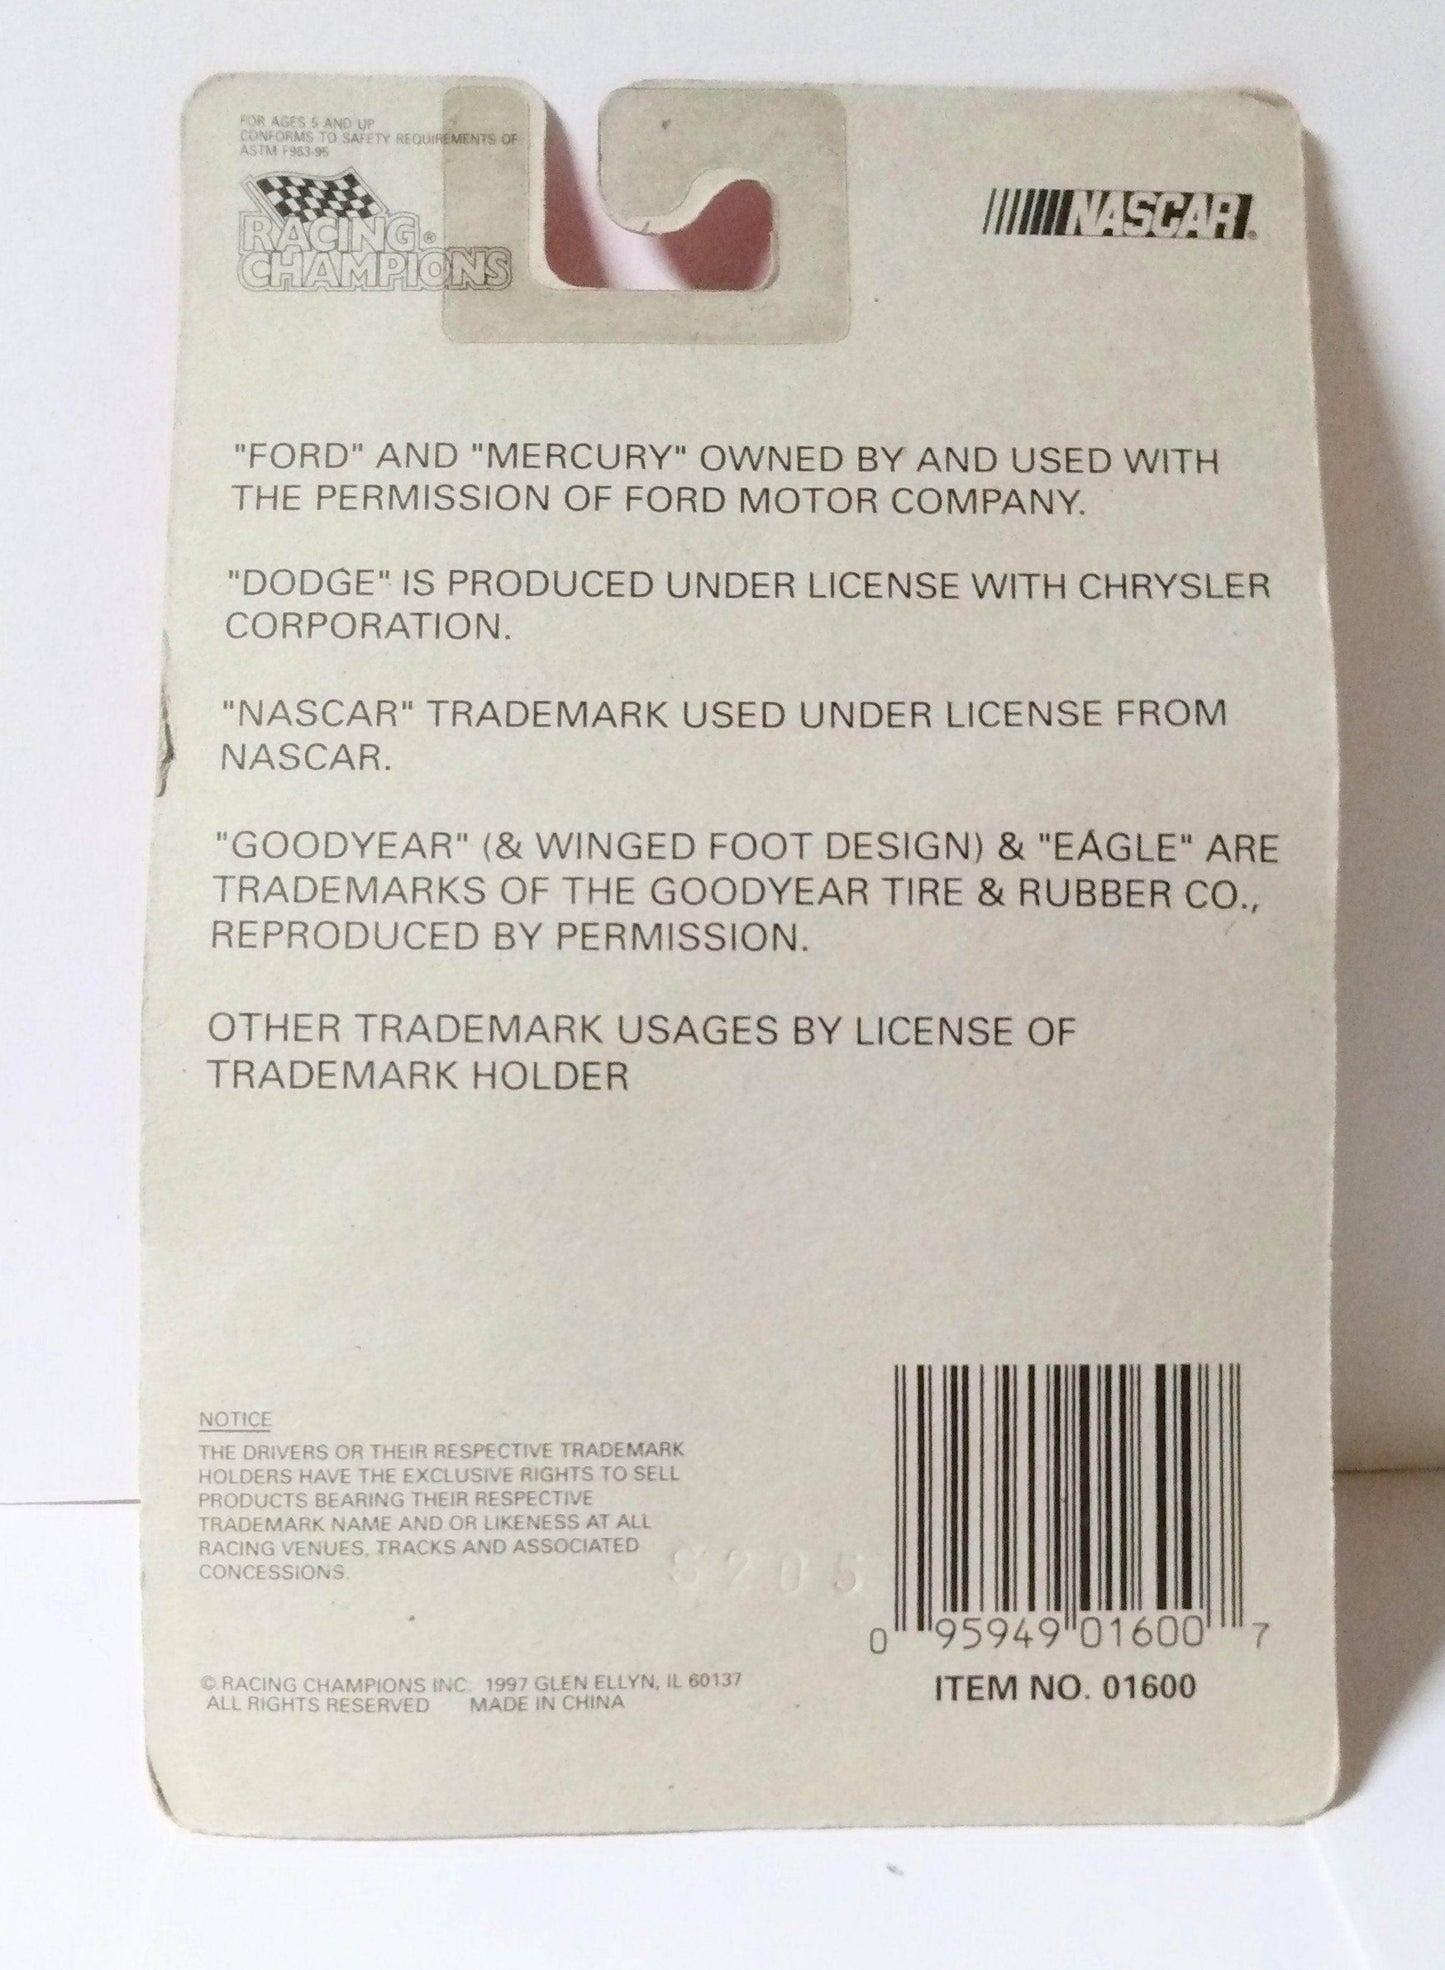 FOR AGES 5 AND UP
CONFORMS TO SAFETY REQUIREMENTS OF
ASTM F963-95
RACING®
CHAMPIONS
NASCAR®
"FORD" AND "MERCURY" OWNED BY AND USED WITH
THE PERMISSION OF FORD MOTOR COMPANY.
"DODGE" IS PRODUCED UNDER LICENSE WITH CHRYSLER
CORPORATION.
"NASCAR" TRADEMARK USED UNDER LICENSE FROM
NASCAR.
"GOODYEAR" (& WINGED FOOT DESIGN) & "EAGLE" ARE
TRADEMARKS OF THE GOODYEAR TIRE & RUBBER CO.,
REPRODUCED BY PERMISSION.
OTHER TRADEMARK USAGES BY LICENSE OF
TRADEMARK HOLDER
NOTICE
THE DRIVERS OR THEIR RESPECTIVE TRADEMARK
HOLDERS HAVE THE EXCLUSIVE RIGHTS TO SELL
PRODUCTS BEARING THEIR RESPECTIVE
TRADEMARK NAME AND OR LIKENESS AT ALL
RACING VENUES, TRACKS AND ASSOCIATED
CONCESSIONS.
© RACING CHAMPIONS INC. 1997 GLEN ELLYN, IL 60137
ALL RIGHTS RESERVED MADE IN CHINA
0 95949 01600 7
ITEM NO. 01600